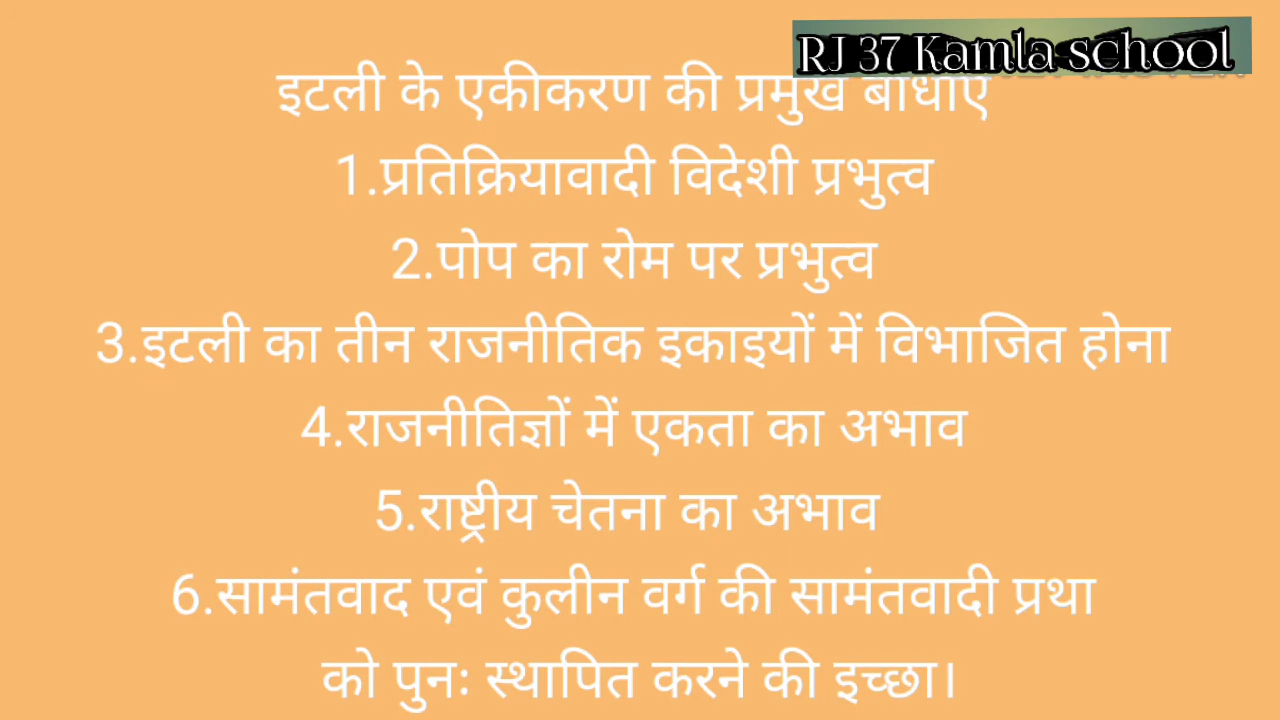 RJ 37 Kamla school
इटली के एकीकरण की प्रमुख बाधाएं
1.प्रतिक्रियावादी विदेशी प्रभुत्व
2.पोप का रोम पर प्रभुत्व
3.इटली का तीन राजनीतिक इकाइयों में विभाजित होना
4.राजनीतिज्ञों में एकता का अभाव
5.राष्ट्रीय चेतना का अभाव
6.सामंतवाद एवं कुलीन वर्ग की सामंतवादी प्रथा
को पुनः स्थापित करने की इच्छा।